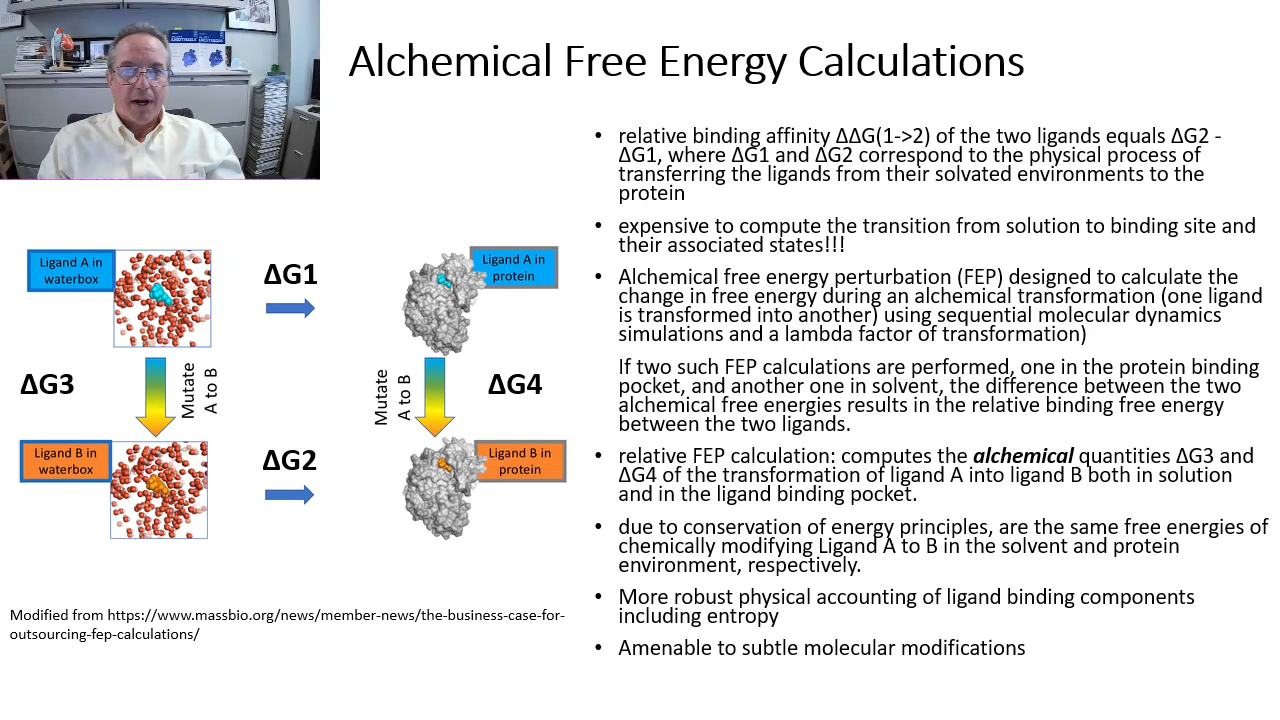 Alchemical Free Energy Calculations
Ligand A in
waterbox
ΔG1
Ligand A in
protein
ΔG3
Mutate
A to B
Mutate
A to B
ΔG4
Ligand B in
waterbox
ΔG2
Ligand B in
protein
Modified from https://www.massbio.org/news/member-news/the-business-case-for-
outsourcing-fep-calculations/
• relative binding affinity ΔΔG(1->2) of the two ligands equals ΔG2 -
ΔG1, where ΔG1 and ΔG2 correspond to the physical process of
transferring the ligands from their solvated environments to the
protein
• expensive to compute the transition from solution to binding site and
their associated states!!!
• Alchemical free energy perturbation (FEP) designed to calculate the
change in free energy during an alchemical transformation (one ligand
is transformed into another) using sequential molecular dynamics
simulations and a lambda factor of transformation)
If two such FEP calculations are performed, one in the protein binding
pocket, and another one in solvent, the difference between the two
alchemical free energies results in the relative binding free energy
between the two ligands.
• relative FEP calculation: computes the alchemical quantities ΔG3 and
ΔG4 of the transformation of ligand A into ligand B both in solution
and in the ligand binding pocket.
• due to conservation of energy principles, are the same free energies of
chemically modifying Ligand A to B in the solvent and protein
environment, respectively.
• More robust physical accounting of ligand binding components
including entropy
• Amenable to subtle molecular modifications